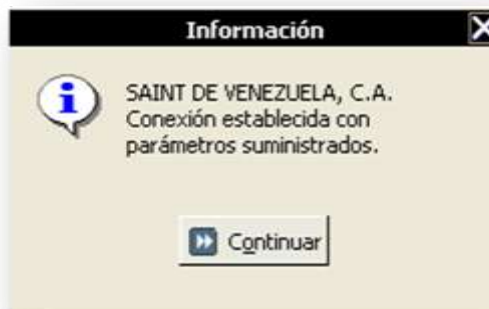 Información
SAINT DE VENEZUELA, C.A.
Conexión establecida con
parámetros suministrados.
Continuar